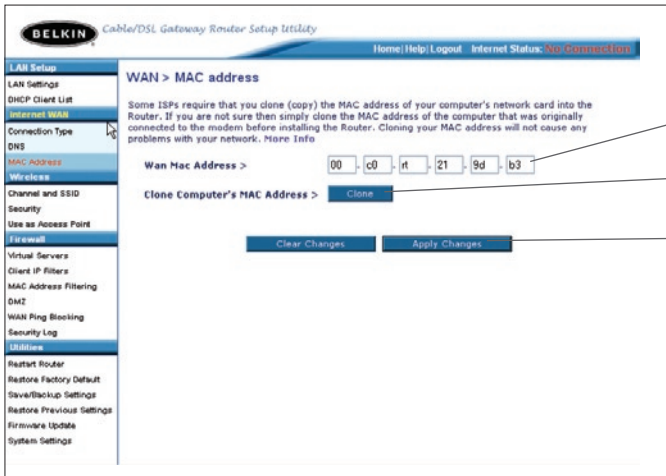 BELKIN
Cable/DSL Gateway Router Setup Utility
Home|Help|Logout Internet Status: No Connection
LAN Setup
LAN Settings
DHCP Client List
Internet WAN
Connection Type
DNS
MAC Address
Wireless
Channel and SSID
Security
Use as Access Point
Firewall
Virtual Servers
Client IP Filters
MAC Address Filtering
DMZ
WAN Ping Blocking
Security Log
Utilities
Restart Router
Restore Factory Default
Save/Backup Settings
Restore Previous Settings
Firmware Update
System Settings
WAN > MAC address
Some ISPs require that you clone (copy) the MAC address of your computer's network card into the
Router. If you are not sure then simply clone the MAC address of the computer that was originally
connected to the modem before installing the Router. Cloning your MAC address will not cause any
problems with your network. More Info
Wan Mac Address > 00 . c0 . rt . 21 . 9d . b3
Clone Computer's MAC Address > Clone
Clear Changes Apply Changes